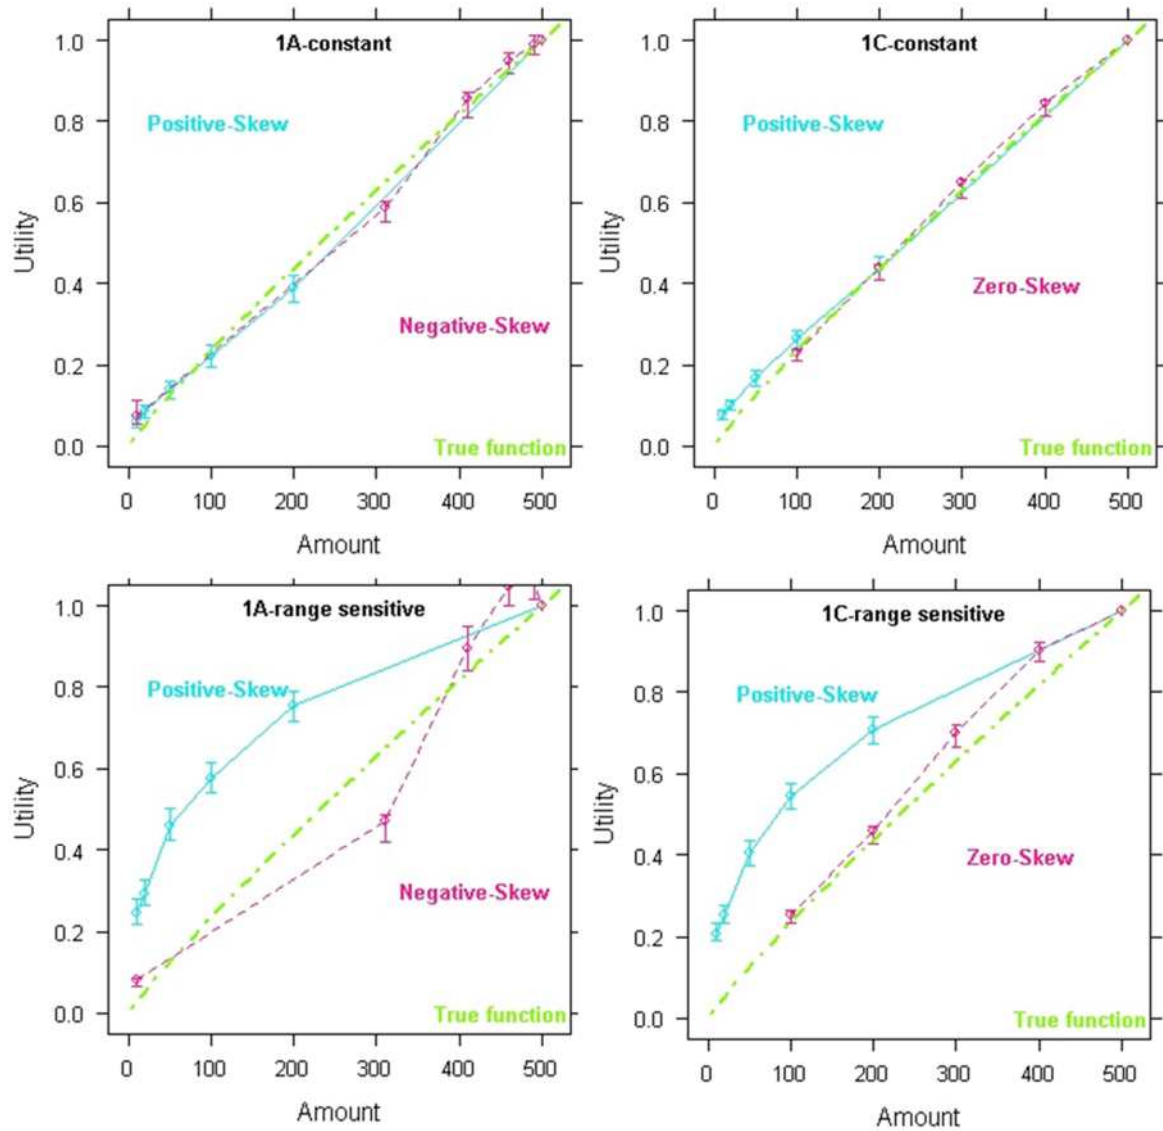 1A-constant
Positive-Skew
Negative-Skew
True function
Utility
1.0
0.8
0.6
0.4
0.2
0.0
0 100 200 300 400 500
Amount
1C-constant
Positive-Skew
Zero-Skew
True function
Utility
1.0
0.8
0.6
0.4
0.2
0.0
0 100 200 300 400 500
Amount
1A-range sensitive
Positive-Skew
Negative-Skew
True function
Utility
1.0
0.8
0.6
0.4
0.2
0.0
0 100 200 300 400 500
Amount
1C-range sensitive
Positive-Skew
Zero-Skew
True function
Utility
1.0
0.8
0.6
0.4
0.2
0.0
0 100 200 300 400 500
Amount